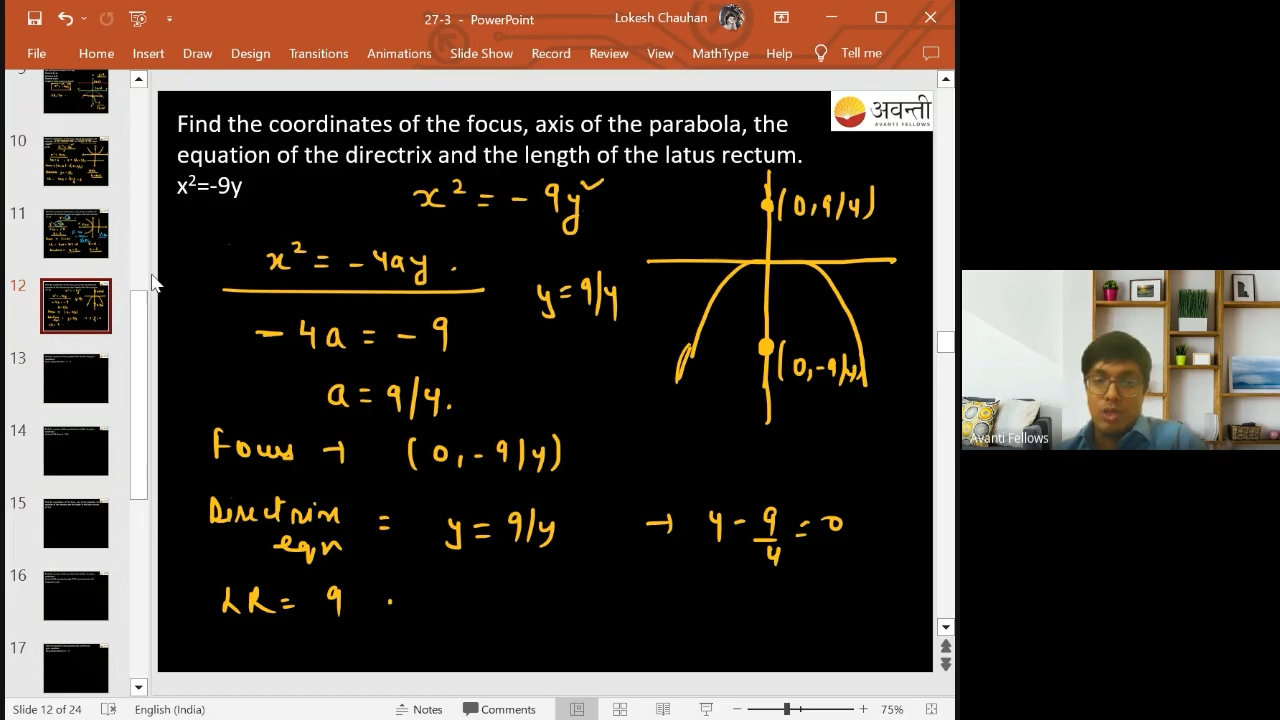 27-3 - PowerPoint
Lokesh Chauhan
File Home Insert Draw Design Transitions Animations Slide Show Record Review View MathType Help Tell me
10
11
12
13
14
15
16
17
अवन्ती
AVANTI FELLOWS
Find the coordinates of the focus, axis of the parabola, the
equation of the directrix and the length of the latus rectum.
x²=-9y
x² = - 9y
(0, 9/4)
x² = - 4ay .
y = 9/4
- 4a = - 9
(0, -9/4)
a = 9/4.
Focus → (0, - 9/4)
Directrix
eqn = y = 9/4 → y - 9/4 = 0
LR = 9 .
Avanti Fellows
Slide 12 of 24 English (India) Notes Comments 75%